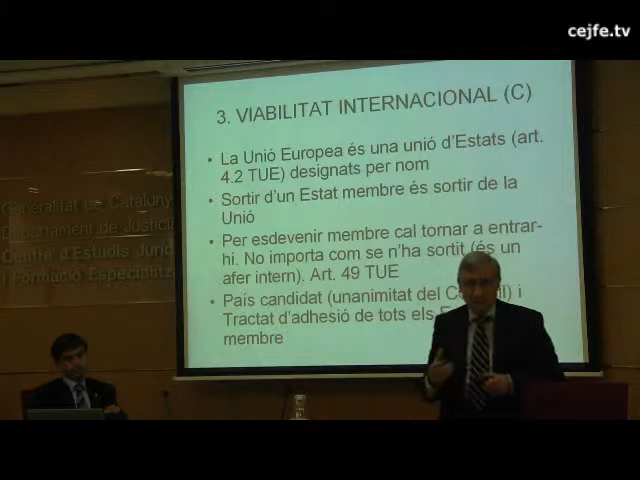 cejfe.tv
3. VIABILITAT INTERNACIONAL (C)
• La Unió Europea és una unió d'Estats (art.
4.2 TUE) designats per nom
• Sortir d'un Estat membre és sortir de la
Unió
• Per esdevenir membre cal tornar a entrar-
hi. No importa com se n'ha sortit (és un
afer intern). Art. 49 TUE
• País candidat (unanimitat del
i
Tractat d'adhesió de tots els
membre
Generalitat de Catalunya
Departament de Justícia
Centre d'Estudis Juríd
i Formació Especialitz